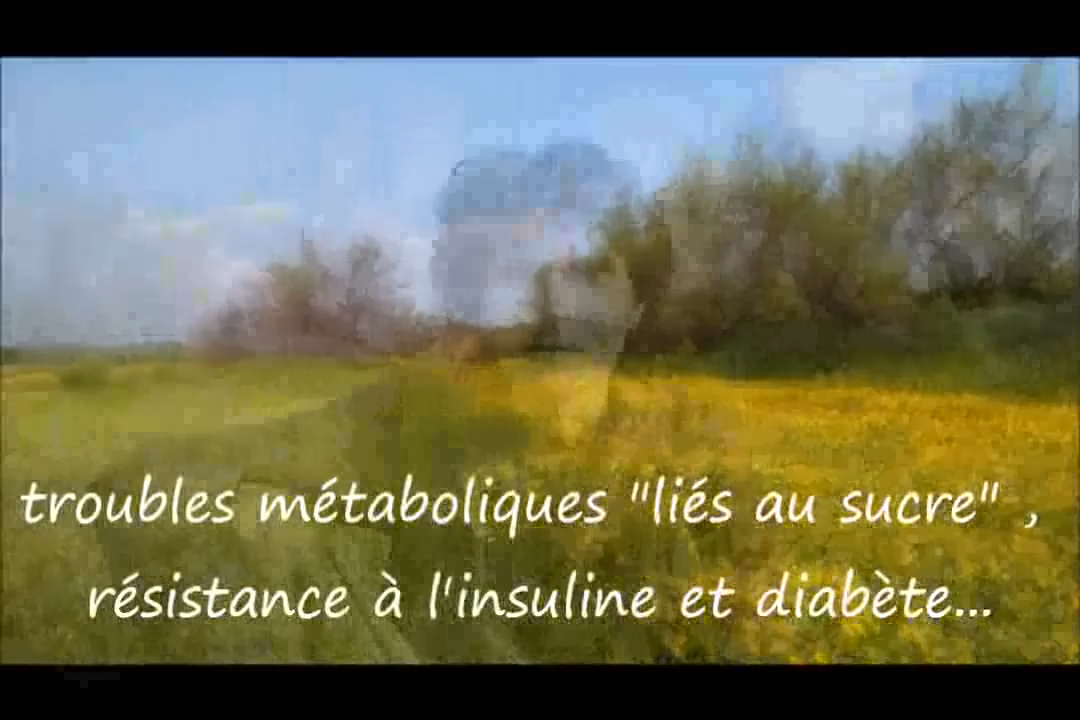 troubles métaboliques "liés au sucre" ,
résistance à l'insuline et diabète...